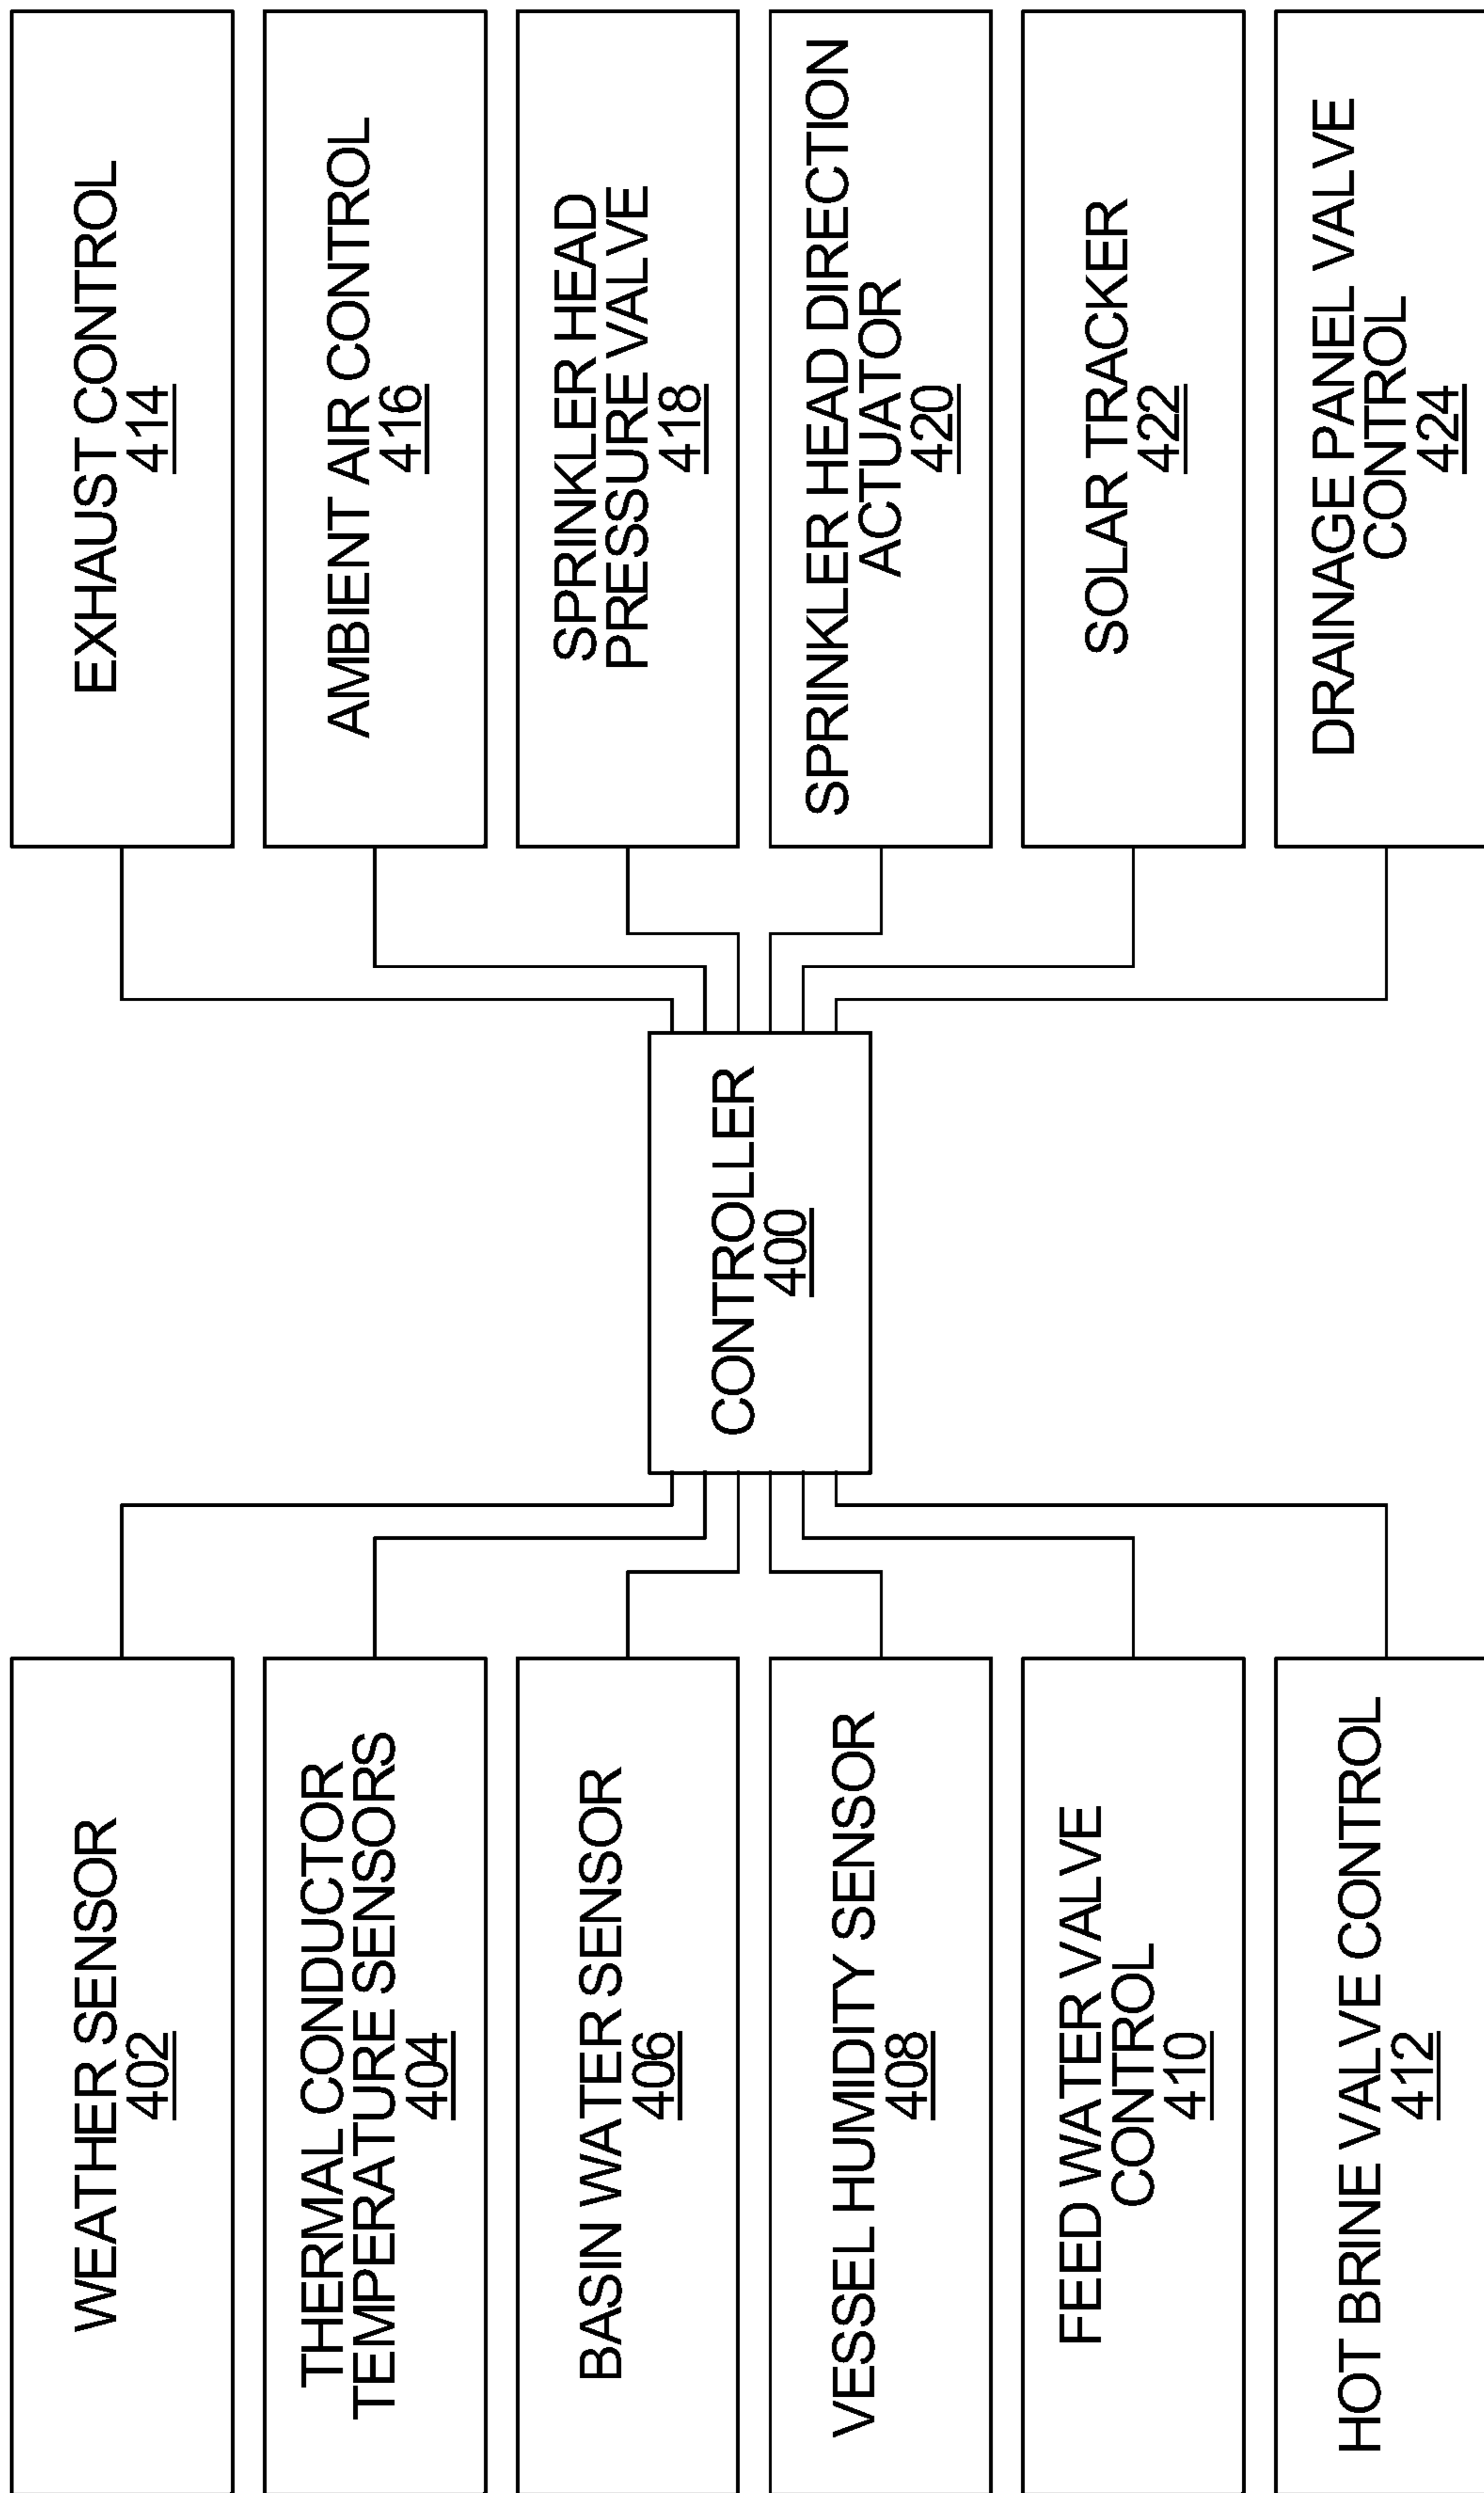 WEATHER SENSOR
402
THERMAL CONDUCTOR
TEMPERATURE SENSORS
404
BASIN WATER SENSOR
406
VESSEL HUMIDITY SENSOR
408
FEED WATER VALVE
CONTROL
410
HOT BRINE VALVE CONTROL
412
CONTROLLER
400
EXHAUST CONTROL
414
AMBIENT AIR CONTROL
416
SPRINKLER HEAD
PRESSURE VALVE
418
SPRINKLER HEAD DIRECTION
ACTUATOR
420
SOLAR TRACKER
422
DRAINAGE PANEL VALVE
CONTROL
424